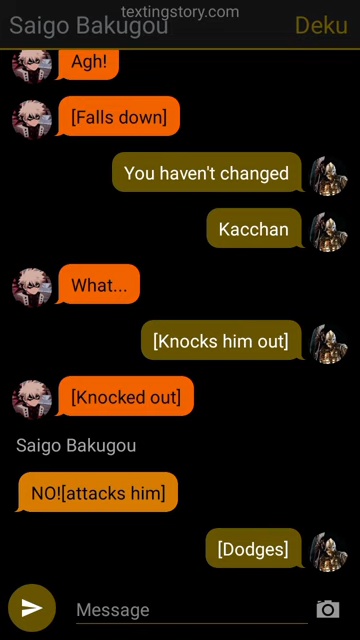 textingstory.com
Saigo Bakugou
Deku
Agh!
[Falls down]
You haven't changed
Kacchan
What...
[Knocks him out]
[Knocked out]
Saigo Bakugou
NO![attacks him]
[Dodges]
Message